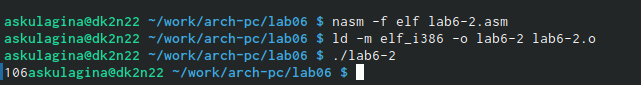 askulagina@dk2n22 ~/work/arch-pc/lab06 $ nasm -f elf lab6-2.asm
askulagina@dk2n22 ~/work/arch-pc/lab06 $ ld -m elf_i386 -o lab6-2 lab6-2.o
askulagina@dk2n22 ~/work/arch-pc/lab06 $ ./lab6-2
106askulagina@dk2n22 ~/work/arch-pc/lab06 $